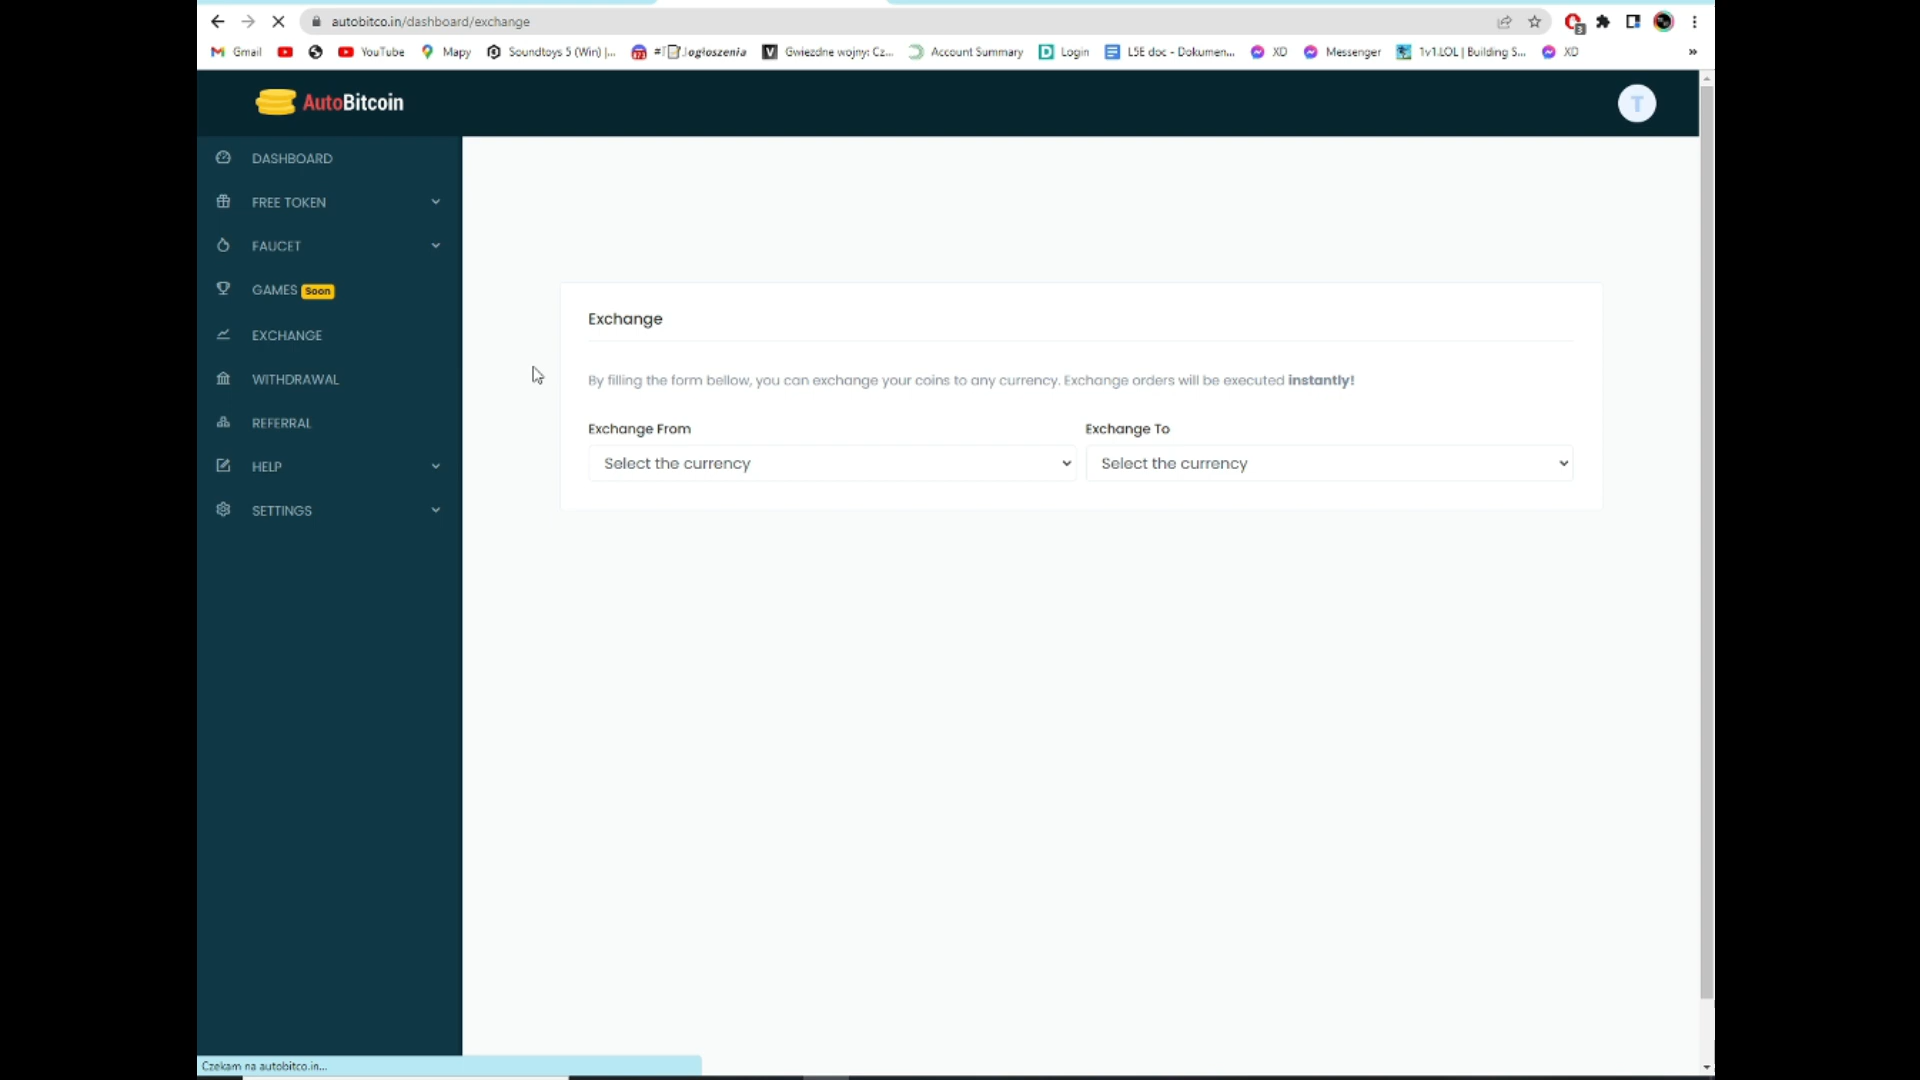 autobitco.in/dashboard/exchange
3
Gmail YouTube Mapy Soundtoys 5 (Win) |... ogłoszenia Gwiezdne wojny: Cz... Account Summary Login L5E doc - Dokumen... XD Messenger 1v1.LOL | Building S... XD »
AutoBitcoin
T
DASHBOARD
FREE TOKEN
FAUCET
GAMES Soon
EXCHANGE
WITHDRAWAL
REFERRAL
HELP
SETTINGS
Exchange
By filling the form bellow, you can exchange your coins to any currency. Exchange orders will be executed instantly!
Exchange From Exchange To
Select the currency Select the currency
Czekam na autobitco.in...